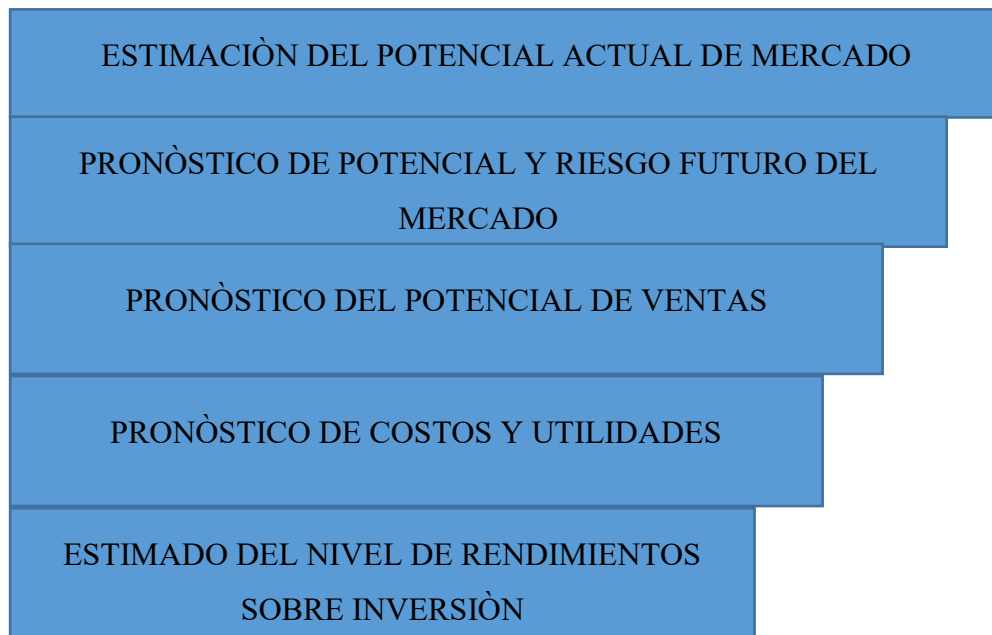 ESTIMACIÒN DEL POTENCIAL ACTUAL DE MERCADO
PRONÒSTICO DE POTENCIAL Y RIESGO FUTURO DEL
MERCADO
PRONÒSTICO DEL POTENCIAL DE VENTAS
PRONÒSTICO DE COSTOS Y UTILIDADES
ESTIMADO DEL NIVEL DE RENDIMIENTOS
SOBRE INVERSIÒN